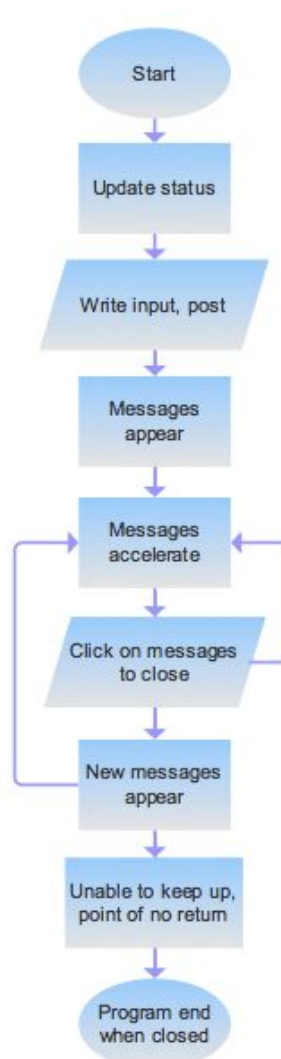 Start
Update status
Write input, post
Messages
appear
Messages
accelerate
Click on messages
to close
New messages
appear
Unable to keep up,
point of no return
Program end
when closed